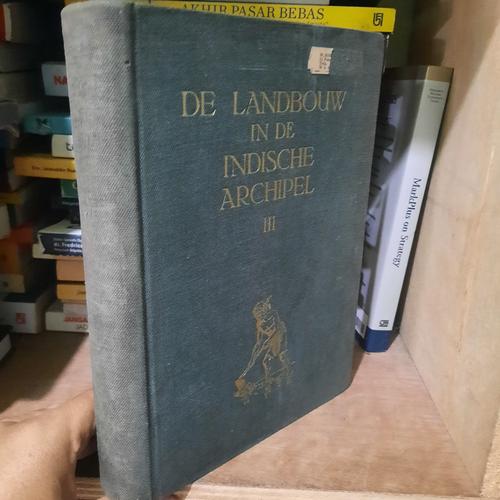 AKHIR PASAR BEBAS
DE LANDBOUW
IN DE
INDISCHE
ARCHIPEL
III
MarkPlus on Strategy